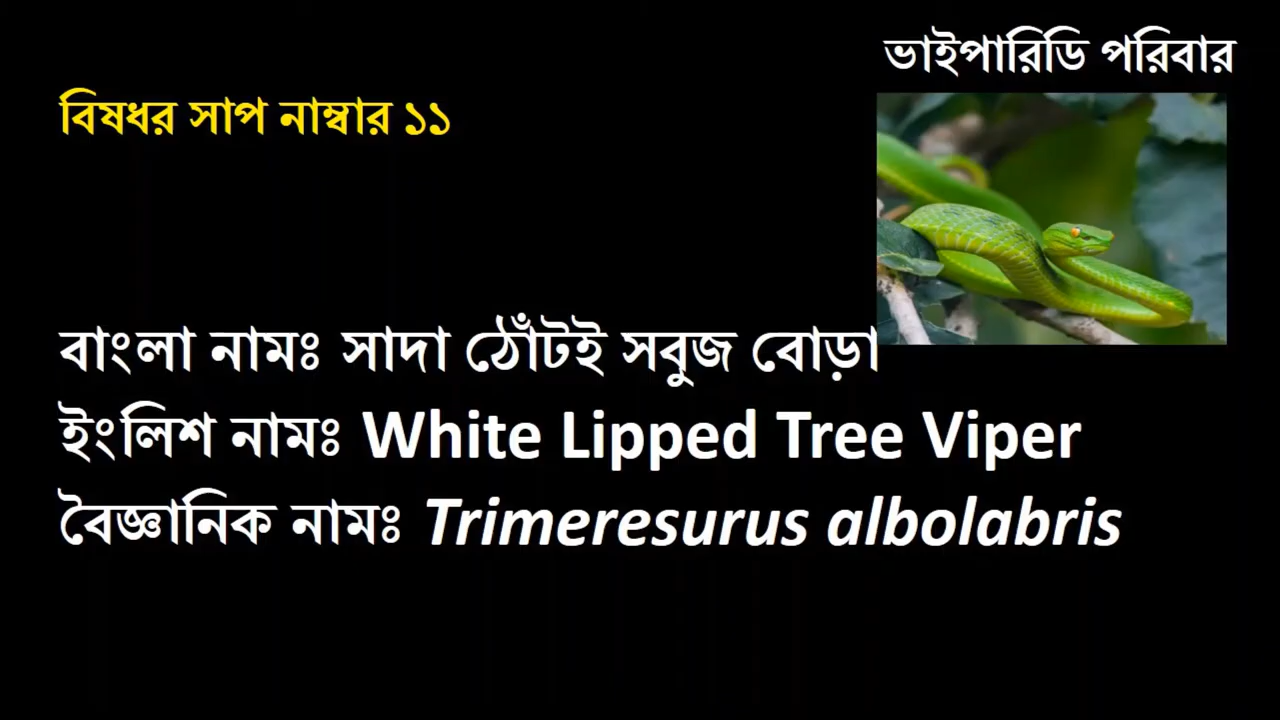 ভাইপারিডি পরিবার
বিষধর সাপ নাম্বার ১১
বাংলা নামঃ সাদা ঠোঁটই সবুজ বোড়া
ইংলিশ নামঃ White Lipped Tree Viper
বৈজ্ঞানিক নামঃ Trimeresurus albolabris